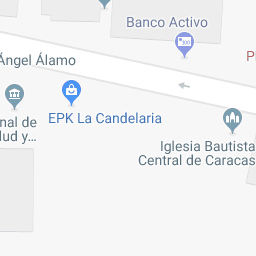 Banco Activo
Ángel Álamo
EPK La Candelaria
nal de
lud y...
Iglesia Bautista
Central de Caracas